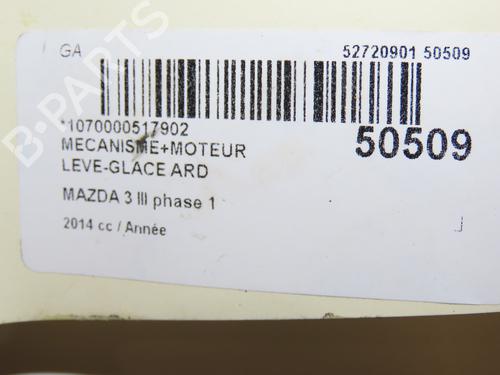 GA 52720901 50509
*1070000517902
50509
MECANISME+MOTEUR
LEVE-GLACE ARD
MAZDA 3 III phase 1
2014 cc / Année
B-PARTS